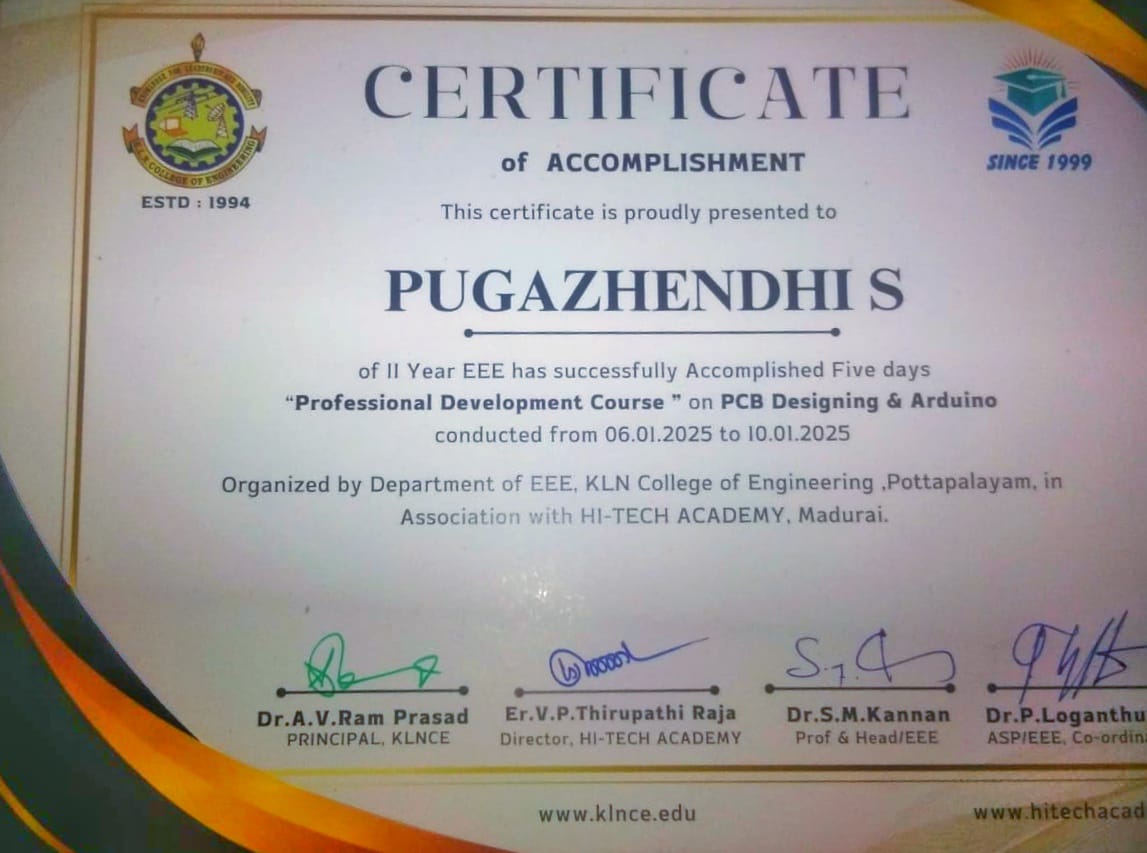 CERTIFICATE
of ACCOMPLISHMENT
ESTD : 1994
K.L.N. COLLEGE OF ENGINEERING
SINCE 1999
This certificate is proudly presented to
PUGAZHENDHI S
of II Year EEE has successfully Accomplished Five days
“Professional Development Course ” on PCB Designing & Arduino
conducted from 06.01.2025 to 10.01.2025
Organized by Department of EEE, KLN College of Engineering ,Pottapalayam, in
Association with HI-TECH ACADEMY, Madurai.
Dr.A.V.Ram Prasad
PRINCIPAL, KLNCE
Er.V.P.Thirupathi Raja
Director, HI-TECH ACADEMY
Dr.S.M.Kannan
Prof & Head/EEE
Dr.P.Loganthu
ASP/EEE, Co-ordin
www.klnce.edu
www.hitechacad